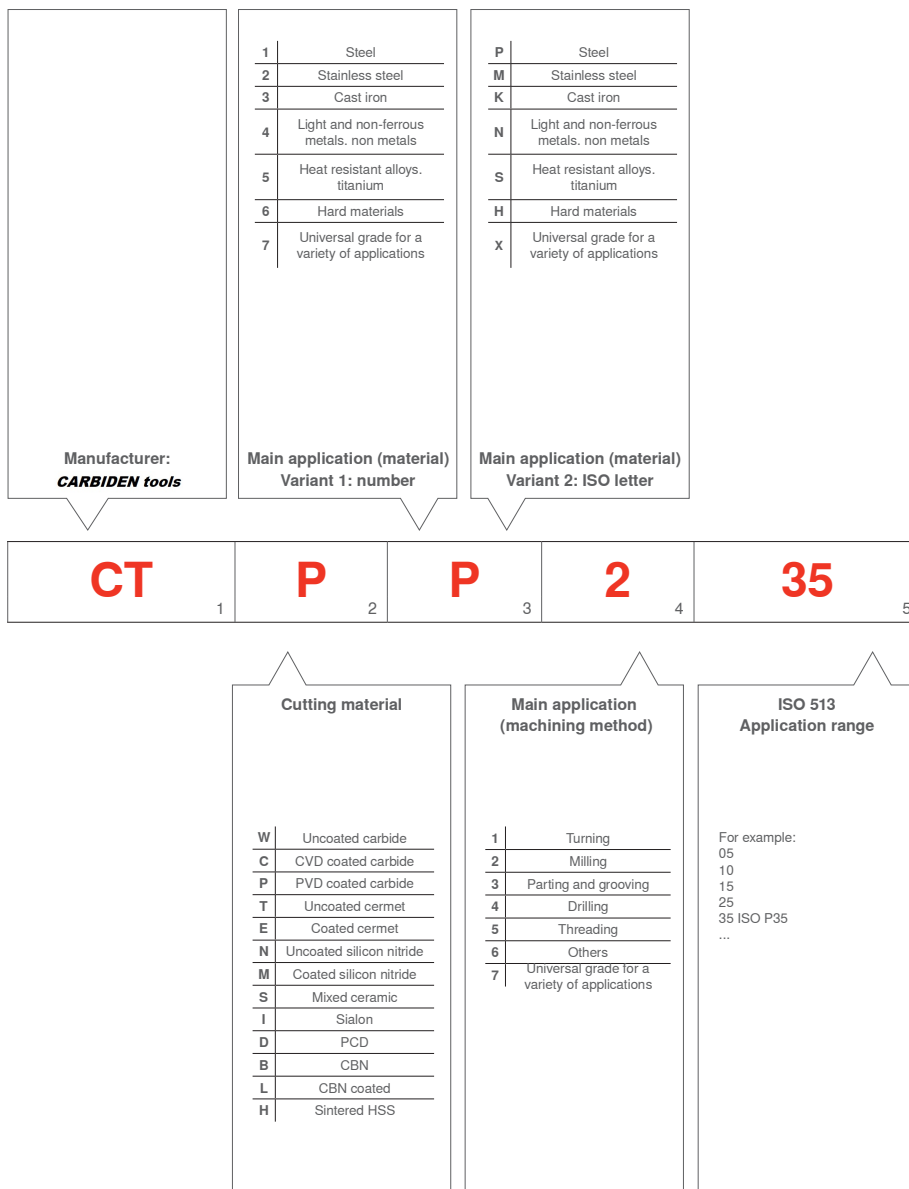 1 Steel
2 Stainless steel
3 Cast iron
4 Light and non-ferrous
metals. non metals
5 Heat resistant alloys.
titanium
6 Hard materials
7 Universal grade for a
variety of applications
P Steel
M Stainless steel
K Cast iron
N Light and non-ferrous
metals. non metals
S Heat resistant alloys.
titanium
H Hard materials
X Universal grade for a
variety of applications
Manufacturer:
CARBIDEN tools
Main application (material)
Variant 1: number
Main application (material)
Variant 2: ISO letter
CT 1
P 2
P 3
2 4
35 5
Cutting material
W Uncoated carbide
C CVD coated carbide
P PVD coated carbide
T Uncoated cermet
E Coated cermet
N Uncoated silicon nitride
M Coated silicon nitride
S Mixed ceramic
I Sialon
D PCD
B CBN
L CBN coated
H Sintered HSS
Main application
(machining method)
1 Turning
2 Milling
3 Parting and grooving
4 Drilling
5 Threading
6 Others
7 Universal grade for a
variety of applications
ISO 513
Application range
For example:
05
10
15
25
35 ISO P35
...